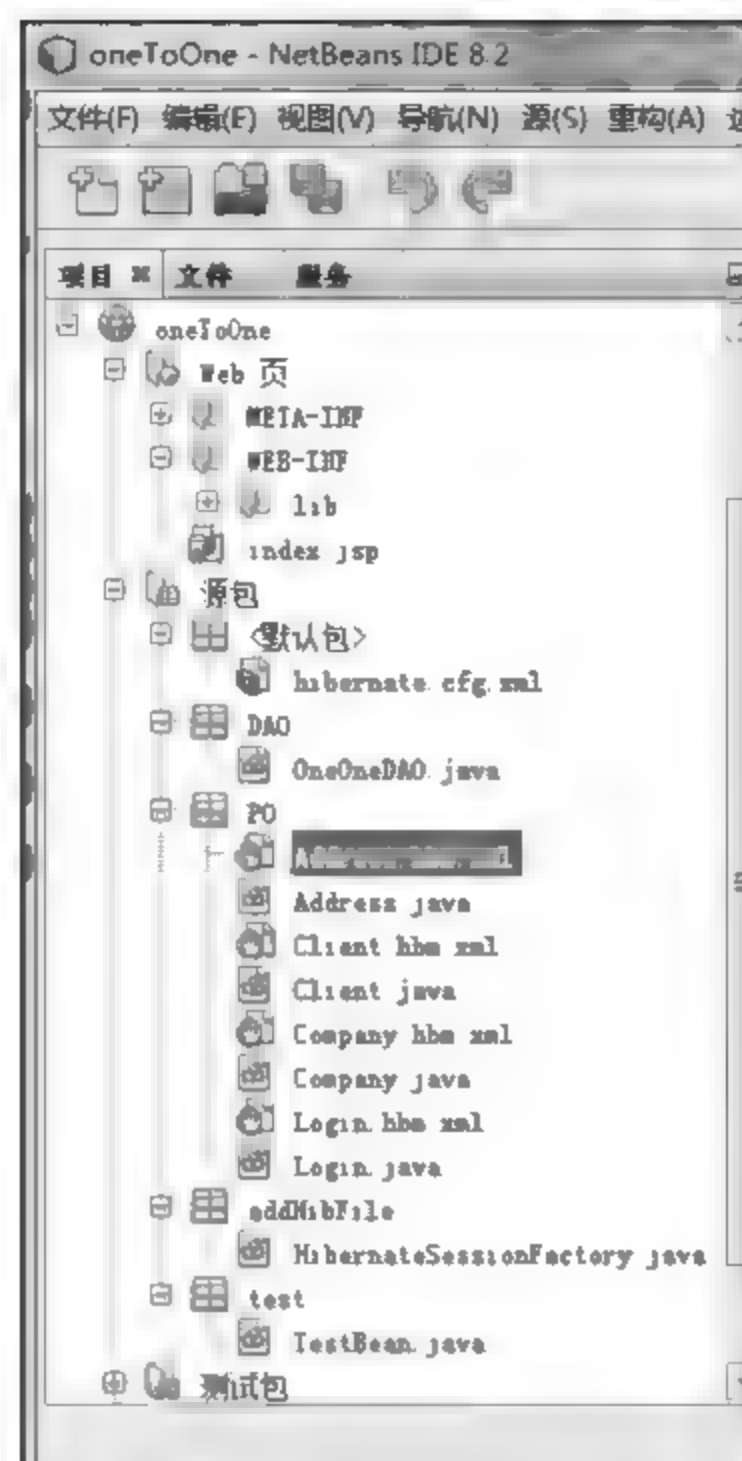 oneToOne - NetBeans IDE 8.2
文件(F) 编辑(E) 视图(V) 导航(N) 源(S) 重构(A)
项目 文件 服务
oneToOne
Web 页
META-INF
WEB-INF
lib
index.jsp
源包
<默认包>
hibernate.cfg.xml
DAO
OneOneDAO.java
PO
Address.java
Client.hbm.xml
Client.java
Company.hbm.xml
Company.java
Login.hbm.xml
Login.java
addHibFile
HibernateSessionFactory.java
test
TestBean.java
测试包